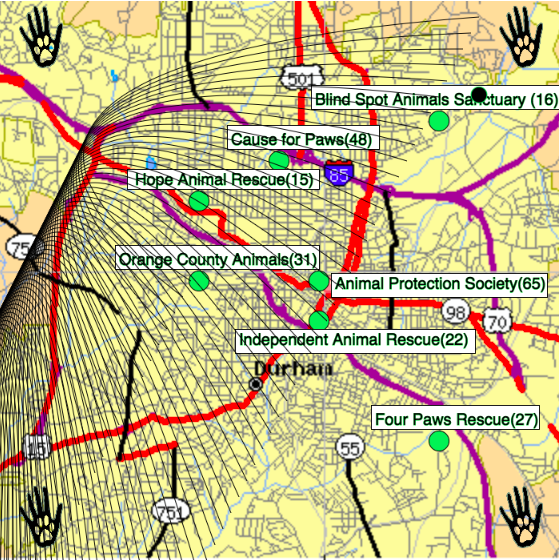 501
Blind Spot Animals Sanctuary (16)
Cause for Paws(48)
85
Hope Animal Rescue(15)
75
Orange County Animals(31)
Animal Protection Society(65)
98
70
Independent Animal Rescue(22)
Durham
Four Paws Rescue(27)
15
55
751